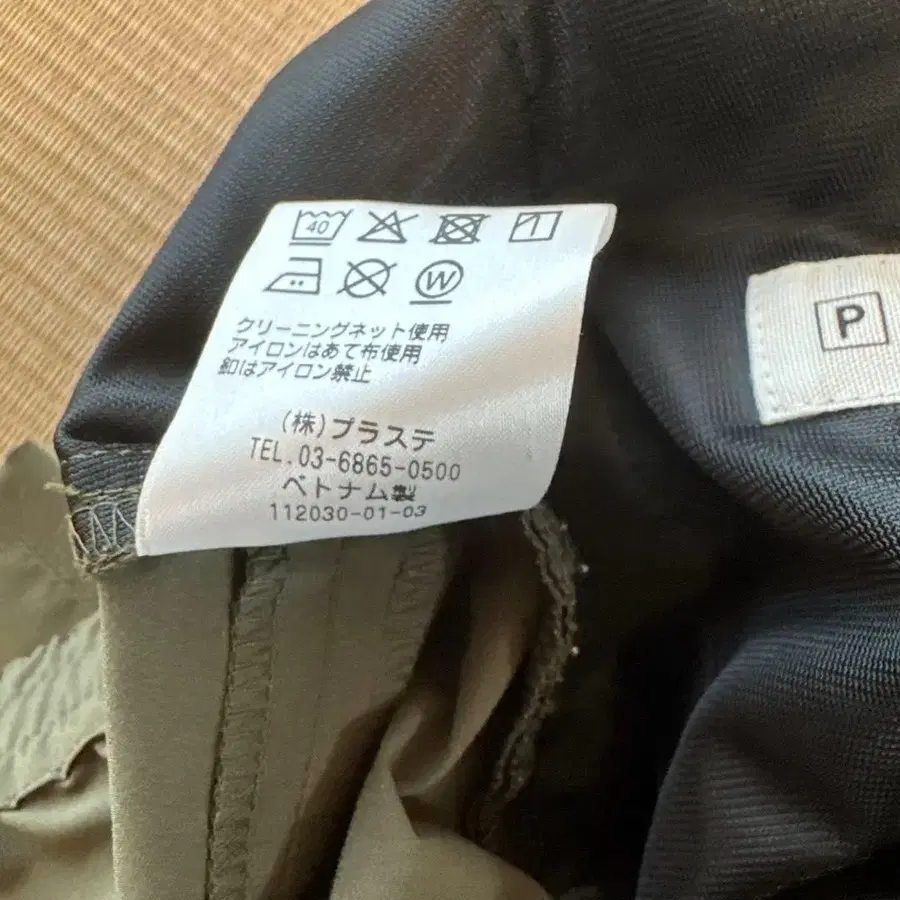 40
W
クリーニングネット使用
アイロンはあて布使用
釦はアイロン禁止
(株)プラステ
TEL.03-6865-0500
ベトナム製
112030-01-03
P